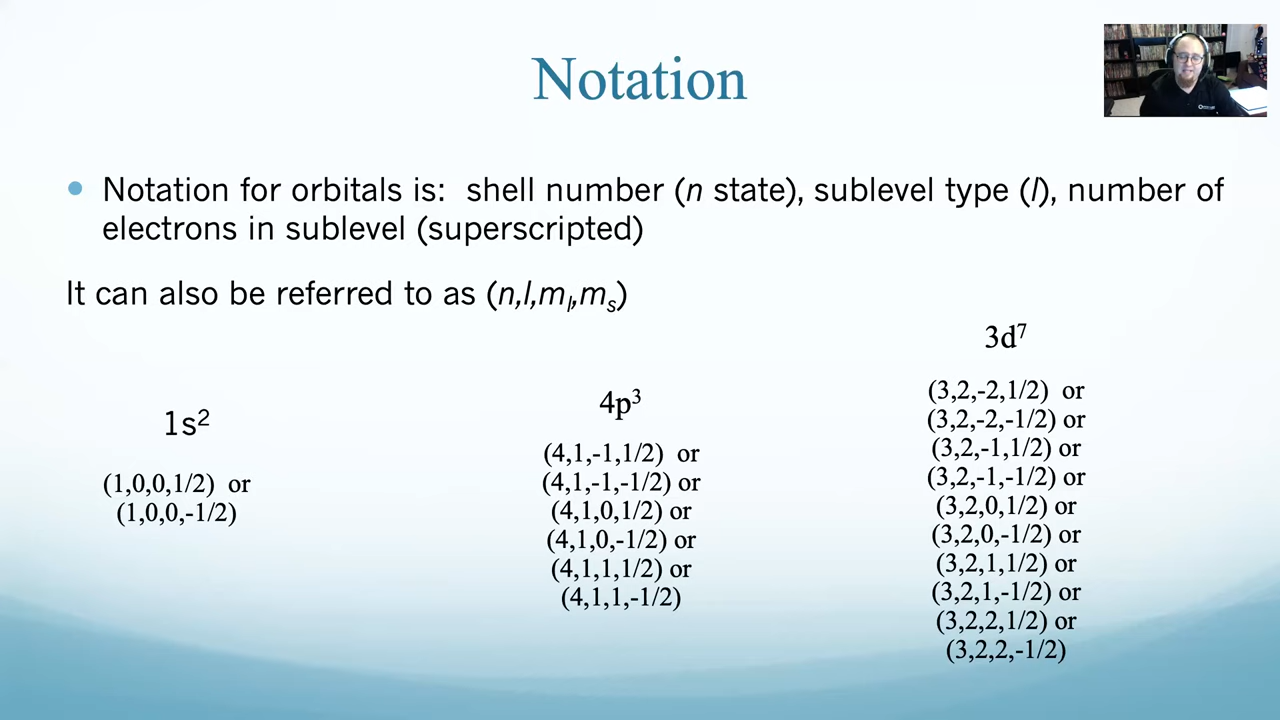 Notation
Notation for orbitals is: shell number (n state), sublevel type (l), number of
electrons in sublevel (superscripted)
It can also be referred to as (n,l,mₗ,mₛ)
1s²
(1,0,0,1/2) or
(1,0,0,-1/2)
4p³
(4,1,-1,1/2) or
(4,1,-1,-1/2) or
(4,1,0,1/2) or
(4,1,0,-1/2) or
(4,1,1,1/2) or
(4,1,1,-1/2)
3d⁷
(3,2,-2,1/2) or
(3,2,-2,-1/2) or
(3,2,-1,1/2) or
(3,2,-1,-1/2) or
(3,2,0,1/2) or
(3,2,0,-1/2) or
(3,2,1,1/2) or
(3,2,1,-1/2) or
(3,2,2,1/2) or
(3,2,2,-1/2)